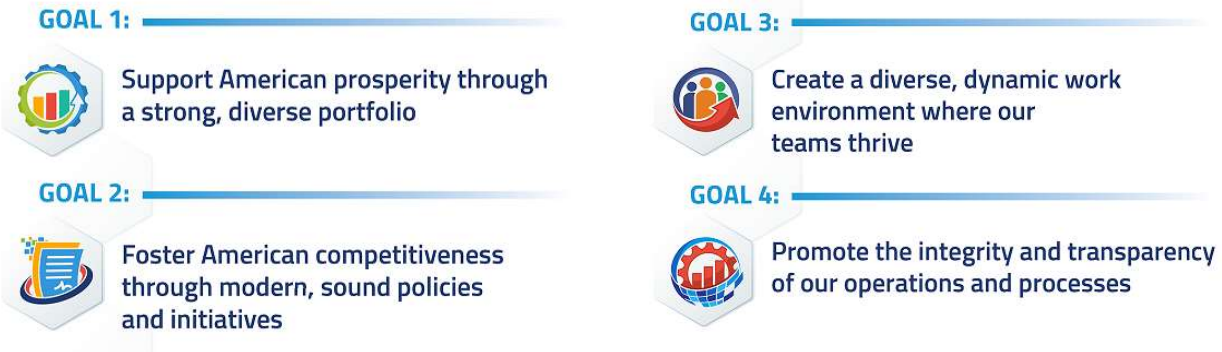 GOAL 1:
Support American prosperity through
a strong, diverse portfolio
GOAL 2:
Foster American competitiveness
through modern, sound policies
and initiatives
GOAL 3:
Create a diverse, dynamic work
environment where our
teams thrive
GOAL 4:
Promote the integrity and transparency
of our operations and processes